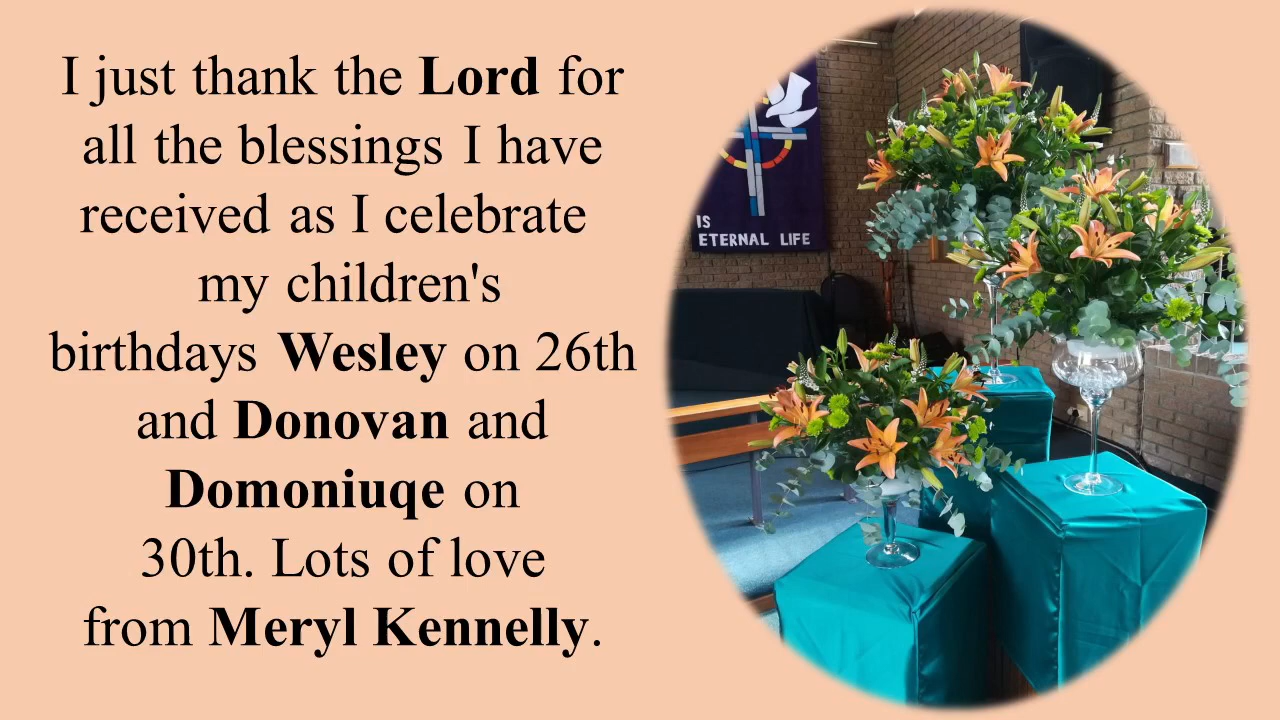 I just thank the Lord for
all the blessings I have
received as I celebrate
my children's
birthdays Wesley on 26th
and Donovan and
Domoniuqe on
30th. Lots of love
from Meryl Kennelly.
IS
ETERNAL LIFE